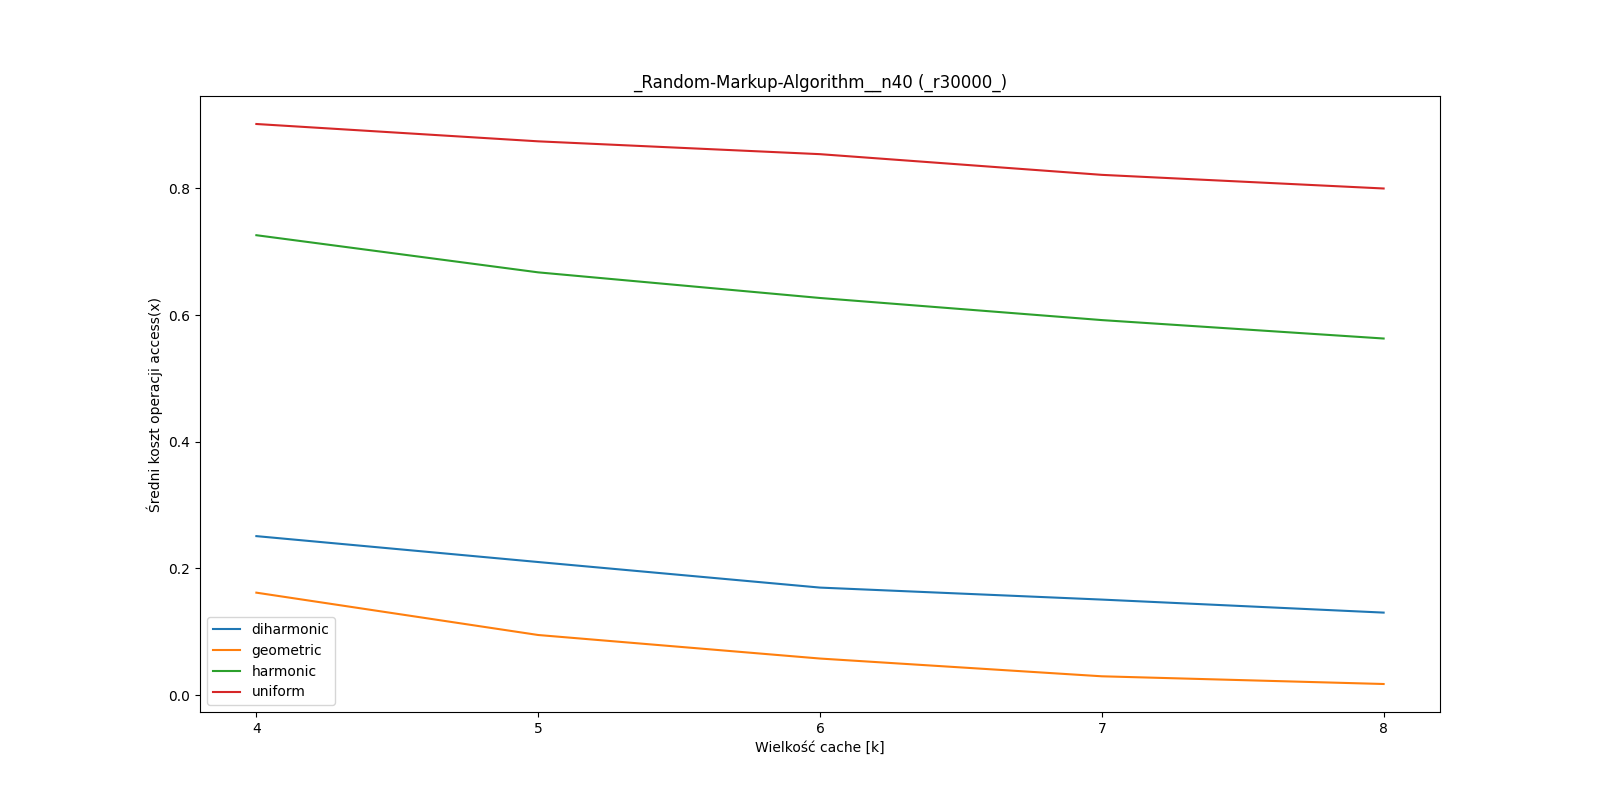 _Random-Markup-Algorithm__n40 (_r30000_)
Średni koszt operacji access(x)
0.8
0.6
0.4
0.2
0.0
diharmonic
geometric
harmonic
uniform
4 5 6 7 8
Wielkość cache [k]